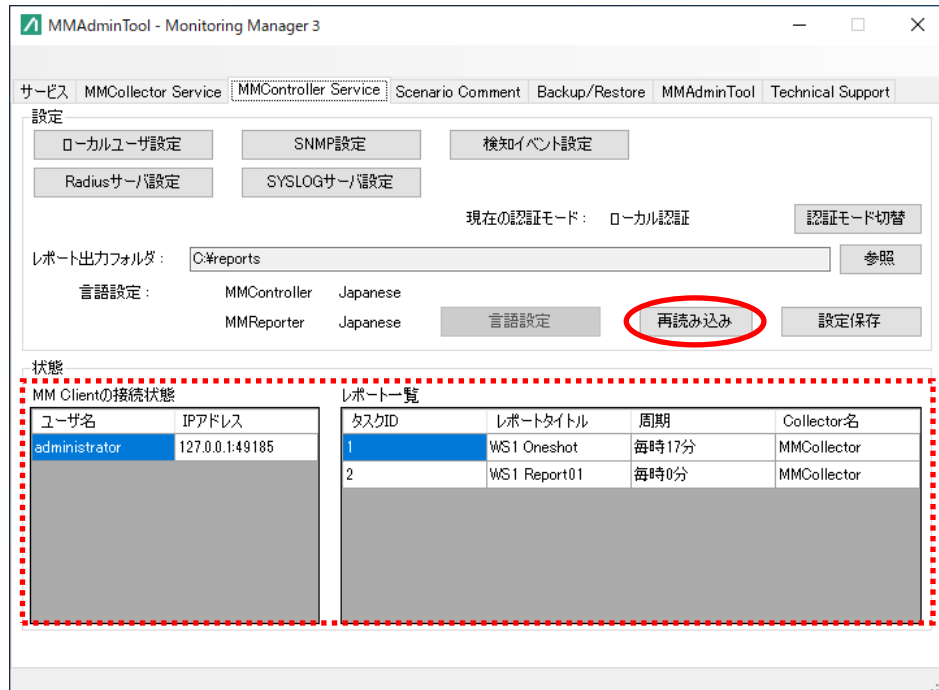 MMAdminTool - Monitoring Manager 3
サービス MMCollector Service MMController Service Scenario Comment Backup/Restore MMAdminTool Technical Support
設定
ローカルユーザ設定 SNMP設定 検知イベント設定
Radiusサーバ設定 SYSLOGサーバ設定
現在の認証モード： ローカル認証 認証モード切替
レポート出力フォルダ： C:¥reports 参照
言語設定： MMController Japanese
MMReporter Japanese 言語設定 再読み込み 設定保存
状態
MM Clientの接続状態 レポート一覧
ユーザ名 IPアドレス タスクID レポートタイトル 周期 Collector名
administrator 127.0.0.1:49185 1 WS1 Oneshot 毎時17分 MMCollector
2 WS1 Report01 毎時0分 MMCollector